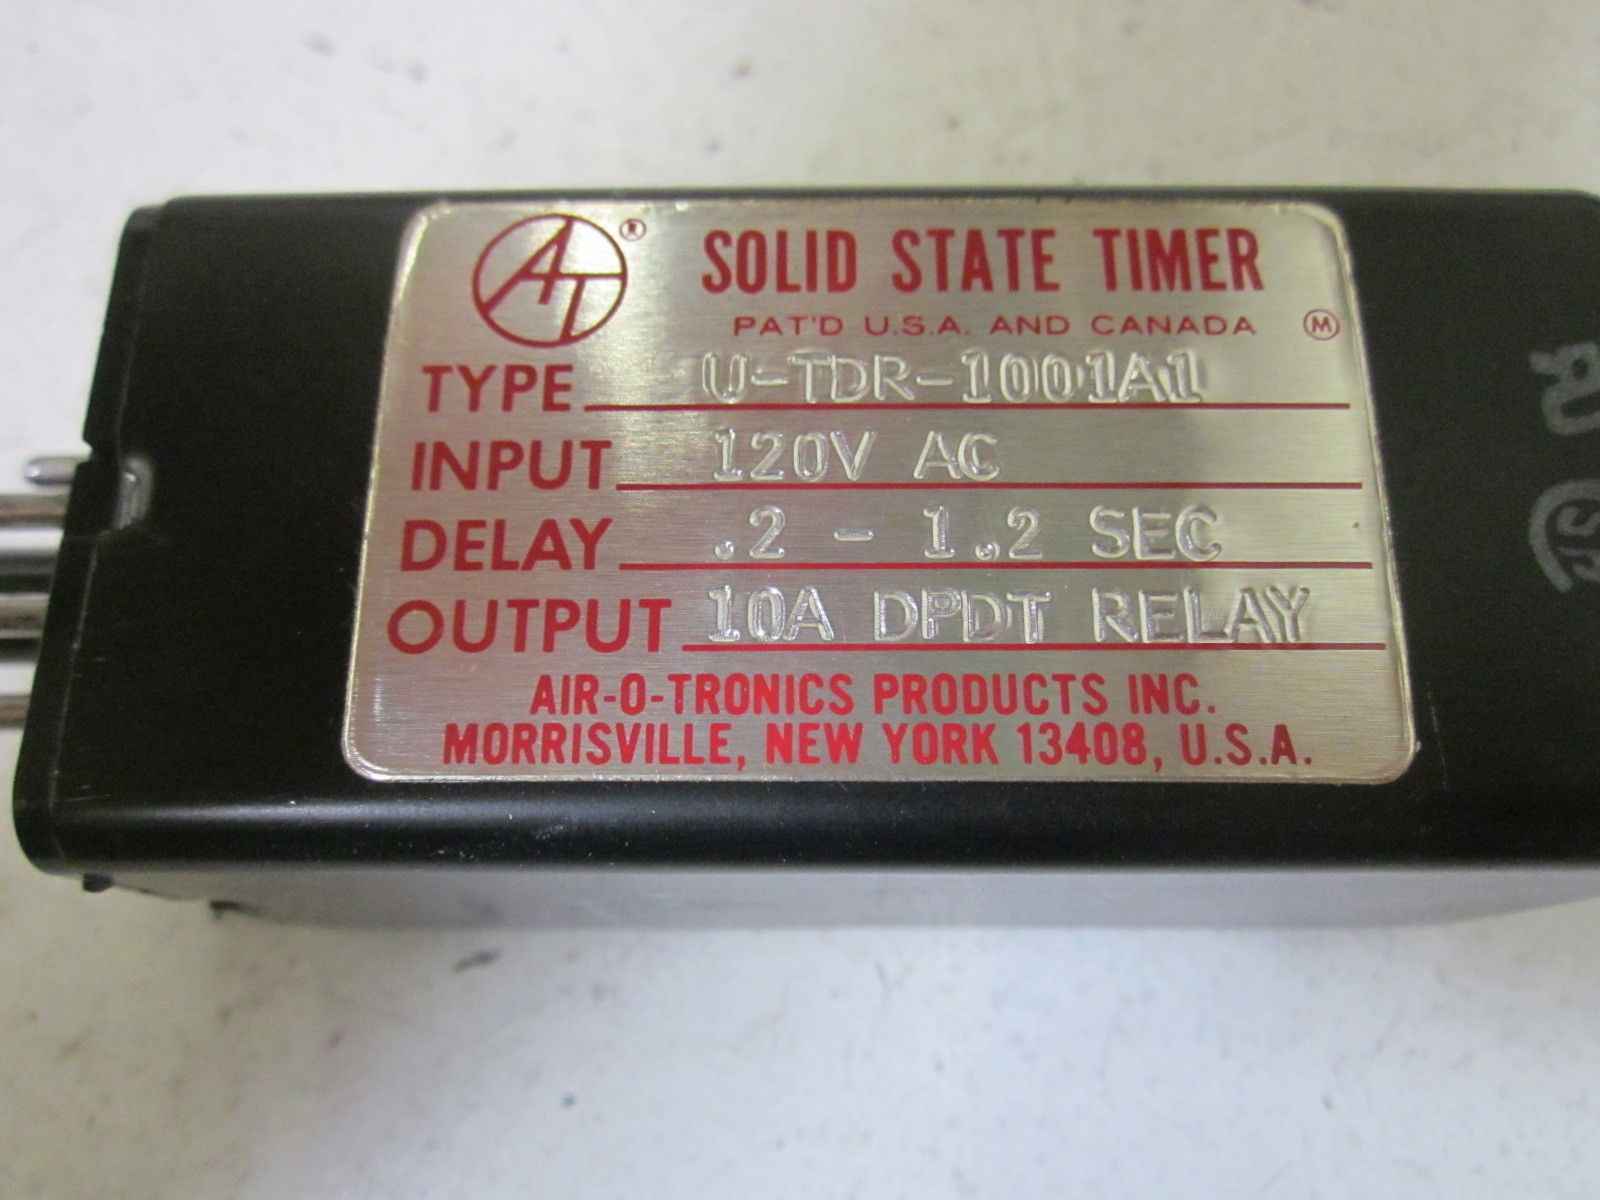 AT ®
SOLID STATE TIMER
PAT'D U.S.A. AND CANADA M
TYPE U-TDR-1001A1
INPUT 120V AC
DELAY .2 - 1.2 SEC
OUTPUT 10A DPDT RELAY
AIR-O-TRONICS PRODUCTS INC.
MORRISVILLE, NEW YORK 13408, U.S.A.